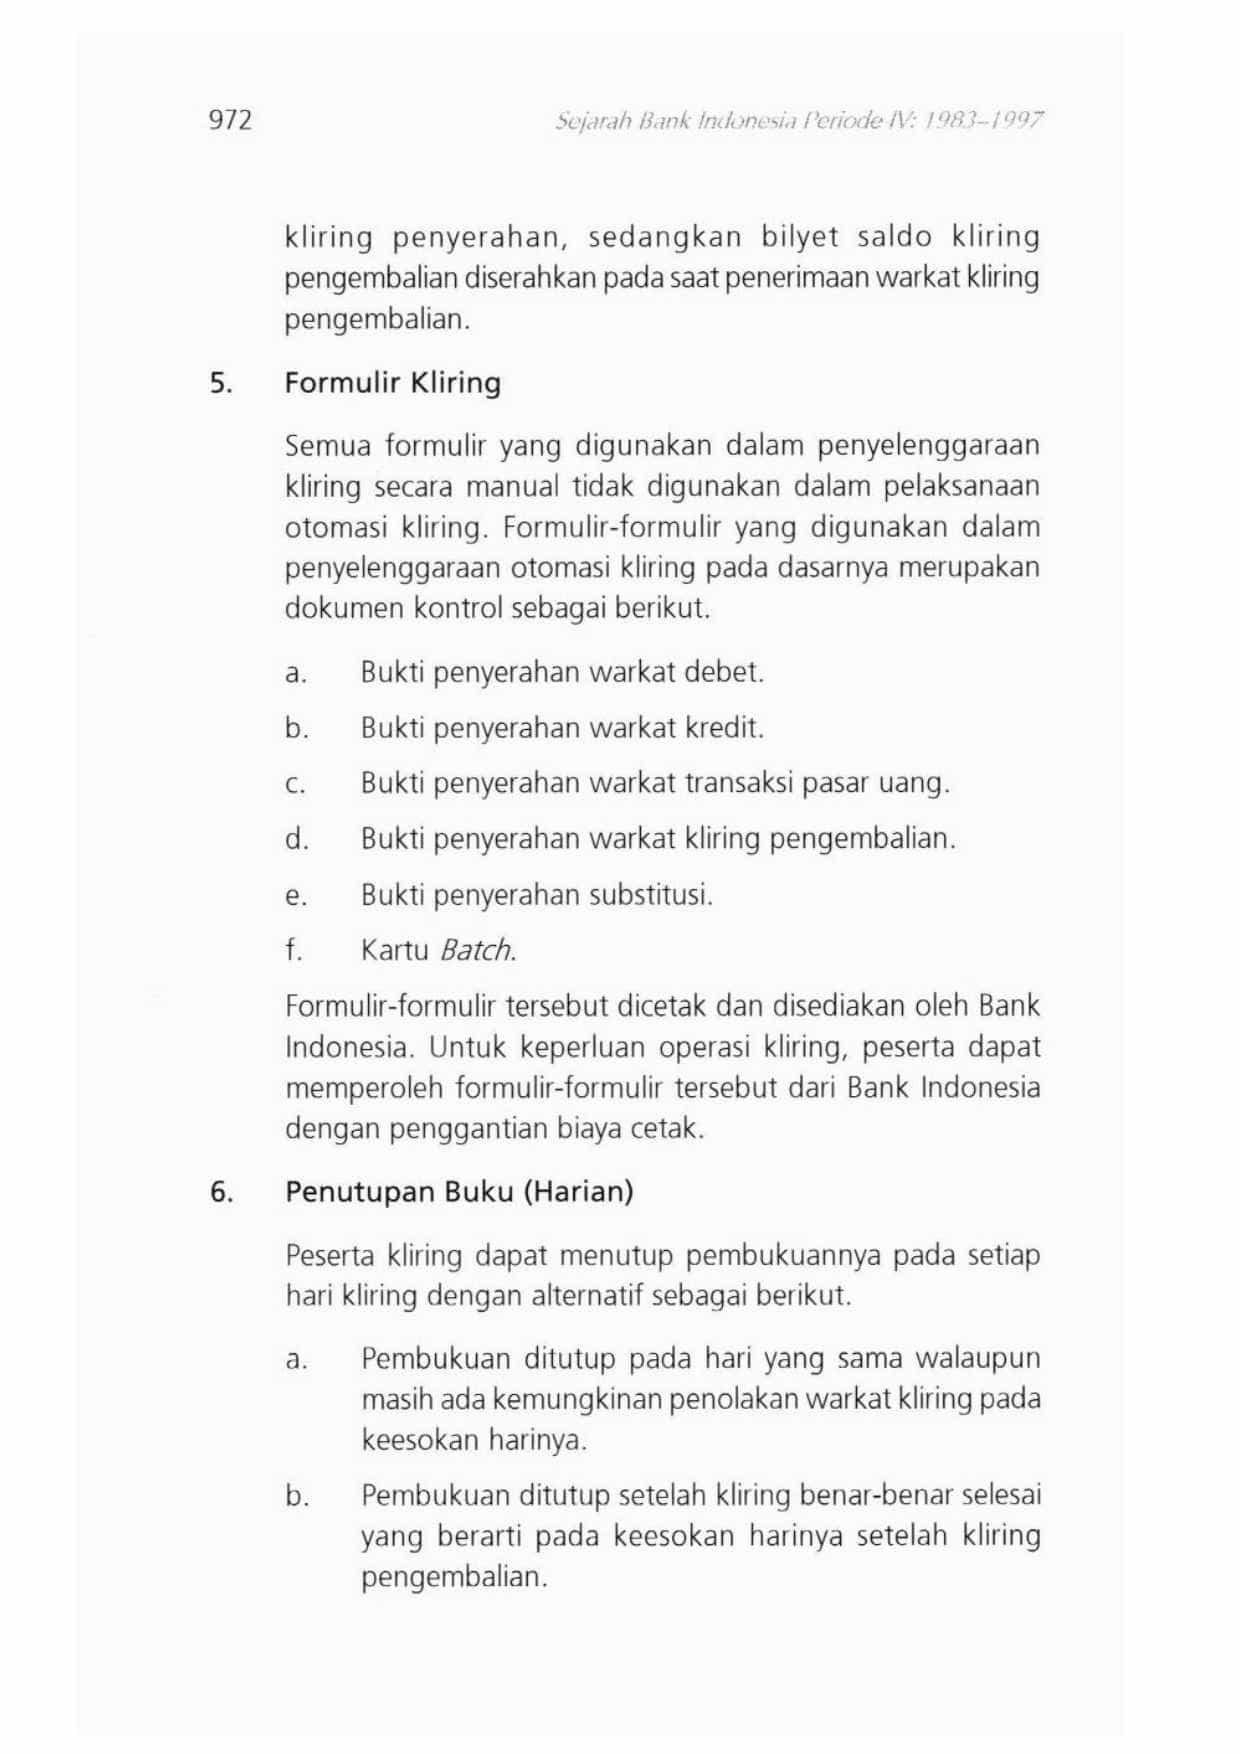 972
Sejarah Bank Indonesia Periode IV: 1983–1997
kliring penyerahan, sedangkan bilyet saldo kliring
pengembalian diserahkan pada saat penerimaan warkat kliring
pengembalian.
5. Formulir Kliring
Semua formulir yang digunakan dalam penyelenggaraan
kliring secara manual tidak digunakan dalam pelaksanaan
otomasi kliring. Formulir-formulir yang digunakan dalam
penyelenggaraan otomasi kliring pada dasarnya merupakan
dokumen kontrol sebagai berikut.
a. Bukti penyerahan warkat debet.
b. Bukti penyerahan warkat kredit.
c. Bukti penyerahan warkat transaksi pasar uang.
d. Bukti penyerahan warkat kliring pengembalian.
e. Bukti penyerahan substitusi.
f. Kartu Batch.
Formulir-formulir tersebut dicetak dan disediakan oleh Bank
Indonesia. Untuk keperluan operasi kliring, peserta dapat
memperoleh formulir-formulir tersebut dari Bank Indonesia
dengan penggantian biaya cetak.
6. Penutupan Buku (Harian)
Peserta kliring dapat menutup pembukuannya pada setiap
hari kliring dengan alternatif sebagai berikut.
a. Pembukuan ditutup pada hari yang sama walaupun
masih ada kemungkinan penolakan warkat kliring pada
keesokan harinya.
b. Pembukuan ditutup setelah kliring benar-benar selesai
yang berarti pada keesokan harinya setelah kliring
pengembalian.